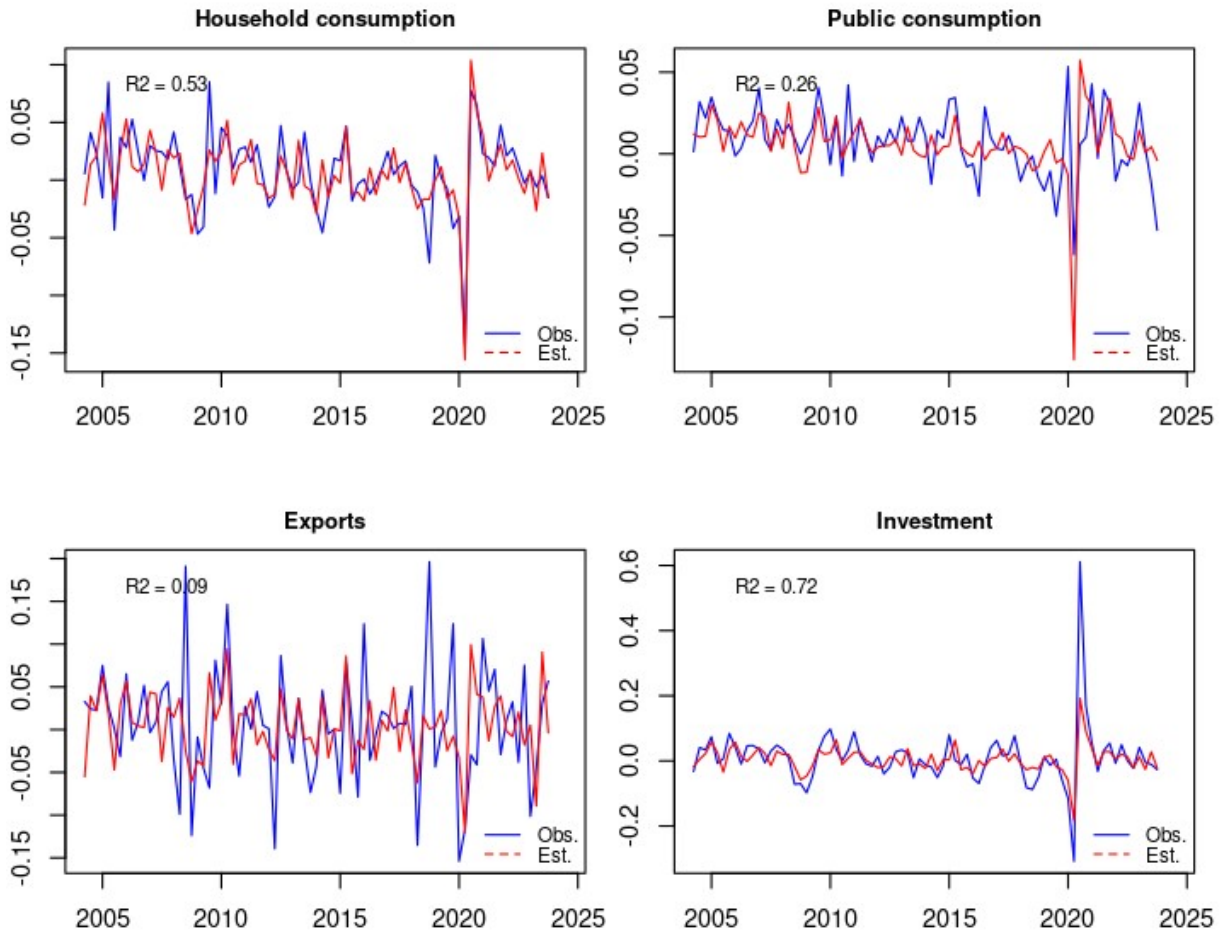 Household consumption
R2 = 0.53
0.05
-0.05
-0.15
Obs.
Est.
2005 2010 2015 2020 2025
Public consumption
R2 = 0.26
0.05
0.00
-0.05
-0.10
Obs.
Est.
2005 2010 2015 2020 2025
Exports
R2 = 0.09
0.15
0.05
-0.05
-0.15
Obs.
Est.
2005 2010 2015 2020 2025
Investment
R2 = 0.72
0.6
0.4
0.2
0.0
-0.2
Obs.
Est.
2005 2010 2015 2020 2025